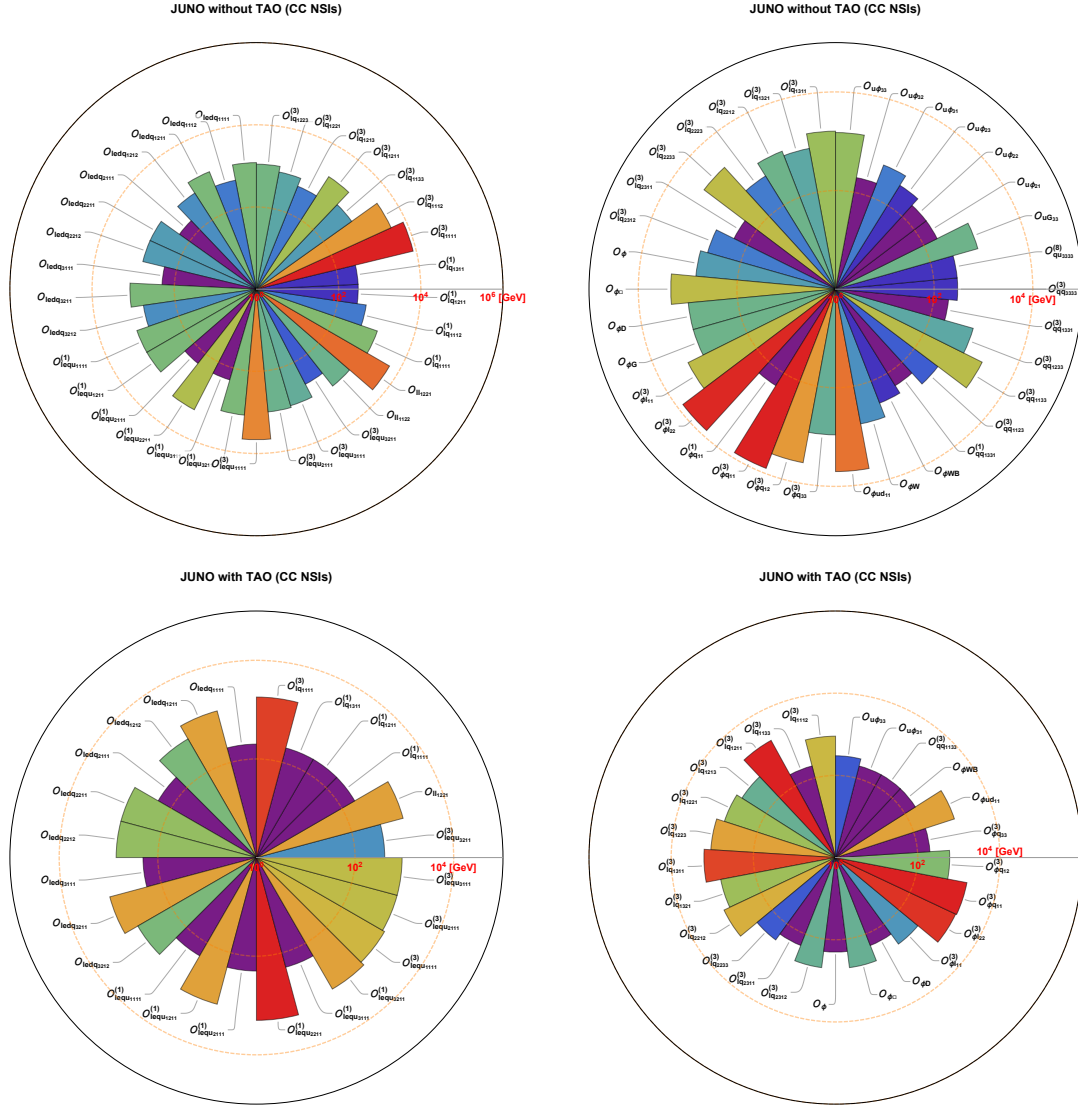 JUNO without TAO (CC NSIs)
O_ledq1111
O^(3)_lq1223
O^(3)_lq1221
O^(3)_lq1213
O^(3)_lq1211
O^(3)_lq1133
O^(3)_lq1112
O^(3)_lq1111
O^(1)_lq1311
O^(1)_lq1211
O^(1)_lq1112
O^(1)_lq1111
O_ll1221
O_ll1122
O^(3)_lequ3211
O^(3)_lequ3111
O^(3)_lequ2111
O^(3)_lequ1111
O^(1)_lequ321
O^(1)_lequ31
O^(1)_lequ2211
O^(1)_lequ2111
O^(1)_lequ1211
O^(1)_lequ1111
O_ledq3212
O_ledq3211
O_ledq3111
O_ledq2212
O_ledq2211
O_ledq2111
O_ledq1212
O_ledq1211
O_ledq1112
10^2
10^4
10^6 [GeV]
JUNO without TAO (CC NSIs)
O^(3)_lq1311
O_uϕ33
O_uϕ32
O_uϕ31
O_uϕ23
O_uϕ22
O_uϕ21
O_uG33
O^(8)_qu3333
O^(3)_qq3333
O^(3)_qq1331
O^(3)_qq1233
O^(3)_qq1133
O^(3)_qq1123
O^(1)_qq1331
O_ϕWB
O_ϕW
O_ϕud11
O^(3)_ϕq33
O^(3)_ϕq12
O^(3)_ϕq11
O^(1)_ϕq11
O^(3)_ϕl22
O^(3)_ϕl11
O_ϕG
O_ϕD
O_ϕ□
O_ϕ
O^(3)_lq2312
O^(3)_lq2311
O^(3)_lq2233
O^(3)_lq2223
O^(3)_lq2212
O^(3)_lq1321
10^2
10^4 [GeV]
JUNO with TAO (CC NSIs)
O_ledq1111
O^(3)_lq1111
O^(1)_lq1311
O^(1)_lq1211
O^(1)_lq1111
O_ll1221
O^(3)_lequ3211
O^(3)_lequ3111
O^(3)_lequ2111
O^(3)_lequ1111
O^(1)_lequ3211
O^(1)_lequ3111
O^(1)_lequ2211
O^(1)_lequ2111
O^(1)_lequ1211
O^(1)_lequ1111
O_ledq3212
O_ledq3211
O_ledq3111
O_ledq2212
O_ledq2211
O_ledq2111
O_ledq1212
O_ledq1211
10^2
10^4 [GeV]
JUNO with TAO (CC NSIs)
O^(3)_lq1112
O_uϕ33
O_uϕ31
O^(3)_qq1133
O_ϕWB
O_ϕud11
O^(3)_ϕq33
O^(3)_ϕq12
O^(3)_ϕq11
O^(3)_ϕl22
O^(3)_ϕl11
O_ϕD
O_ϕ□
O_ϕ
O^(3)_lq2312
O^(3)_lq2311
O^(3)_lq2233
O^(3)_lq2212
O^(3)_lq1321
O^(3)_lq1311
O^(3)_lq1223
O^(3)_lq1221
O^(3)_lq1213
O^(3)_lq1211
O^(3)_lq1133
10^2
10^4 [GeV]